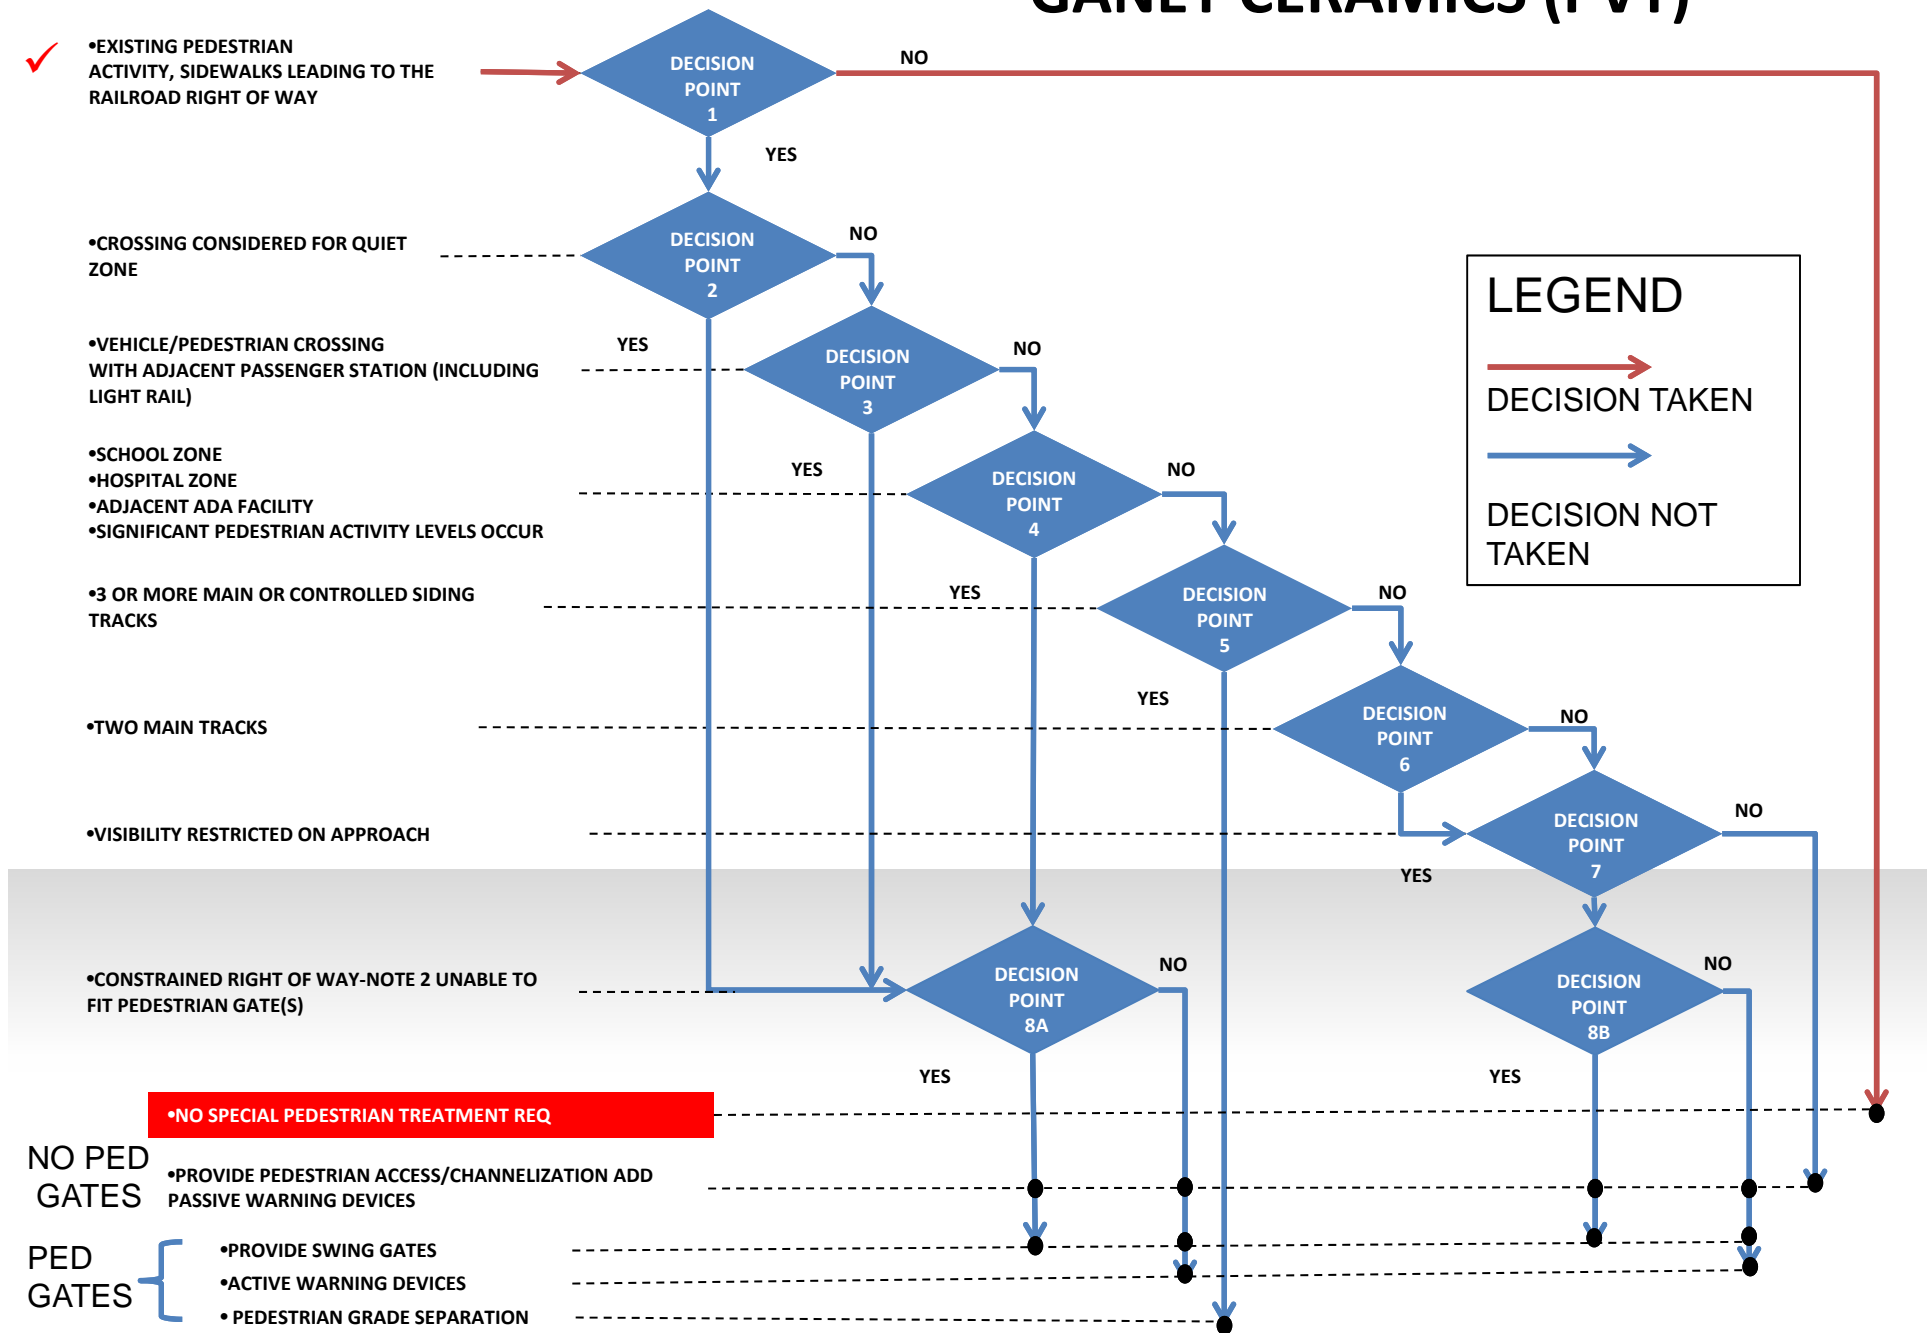 GANEY CERAMICS (PVT)
•EXISTING PEDESTRIAN
ACTIVITY, SIDEWALKS LEADING TO THE
RAILROAD RIGHT OF WAY
DECISION
POINT
1
NO
YES
•CROSSING CONSIDERED FOR QUIET
ZONE
DECISION
POINT
2
NO
•VEHICLE/PEDESTRIAN CROSSING
WITH ADJACENT PASSENGER STATION (INCLUDING
LIGHT RAIL)
YES
DECISION
POINT
3
NO
LEGEND
DECISION TAKEN
DECISION NOT
TAKEN
•SCHOOL ZONE
•HOSPITAL ZONE
•ADJACENT ADA FACILITY
•SIGNIFICANT PEDESTRIAN ACTIVITY LEVELS OCCUR
YES
DECISION
POINT
4
NO
•3 OR MORE MAIN OR CONTROLLED SIDING
TRACKS
YES
DECISION
POINT
5
NO
•TWO MAIN TRACKS
YES
DECISION
POINT
6
NO
•VISIBILITY RESTRICTED ON APPROACH
YES
DECISION
POINT
7
NO
•CONSTRAINED RIGHT OF WAY-NOTE 2 UNABLE TO
FIT PEDESTRIAN GATE(S)
DECISION
POINT
8A
NO
YES
DECISION
POINT
8B
NO
YES
•NO SPECIAL PEDESTRIAN TREATMENT REQ
NO PED
GATES
•PROVIDE PEDESTRIAN ACCESS/CHANNELIZATION ADD
PASSIVE WARNING DEVICES
PED
GATES
•PROVIDE SWING GATES
•ACTIVE WARNING DEVICES
• PEDESTRIAN GRADE SEPARATION